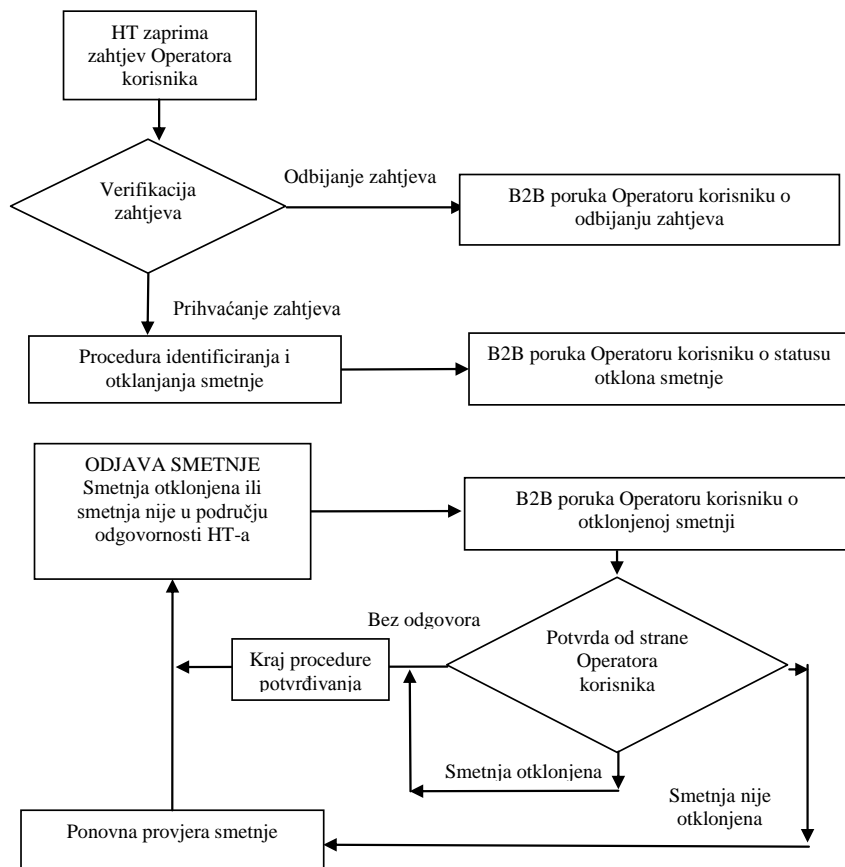 HT zaprima
zahtjev Operatora
korisnika
Verifikacija
zahtjeva
Odbijanje zahtjeva
B2B poruka Operatoru korisniku o
odbijanju zahtjeva
Prihvaćanje zahtjeva
Procedura identificiranja i
otklanjanja smetnje
B2B poruka Operatoru korisniku o statusu
otklona smetnje
ODJAVA SMETNJE
Smetnja otklonjena ili
smetnja nije u području
odgovornosti HT-a
B2B poruka Operatoru korisniku o
otklonjenoj smetnji
Bez odgovora
Potvrda od strane
Operatora
korisnika
Kraj procedure
potvrđivanja
Smetnja otklonjena
Smetnja nije
otklonjena
Ponovna provjera smetnje